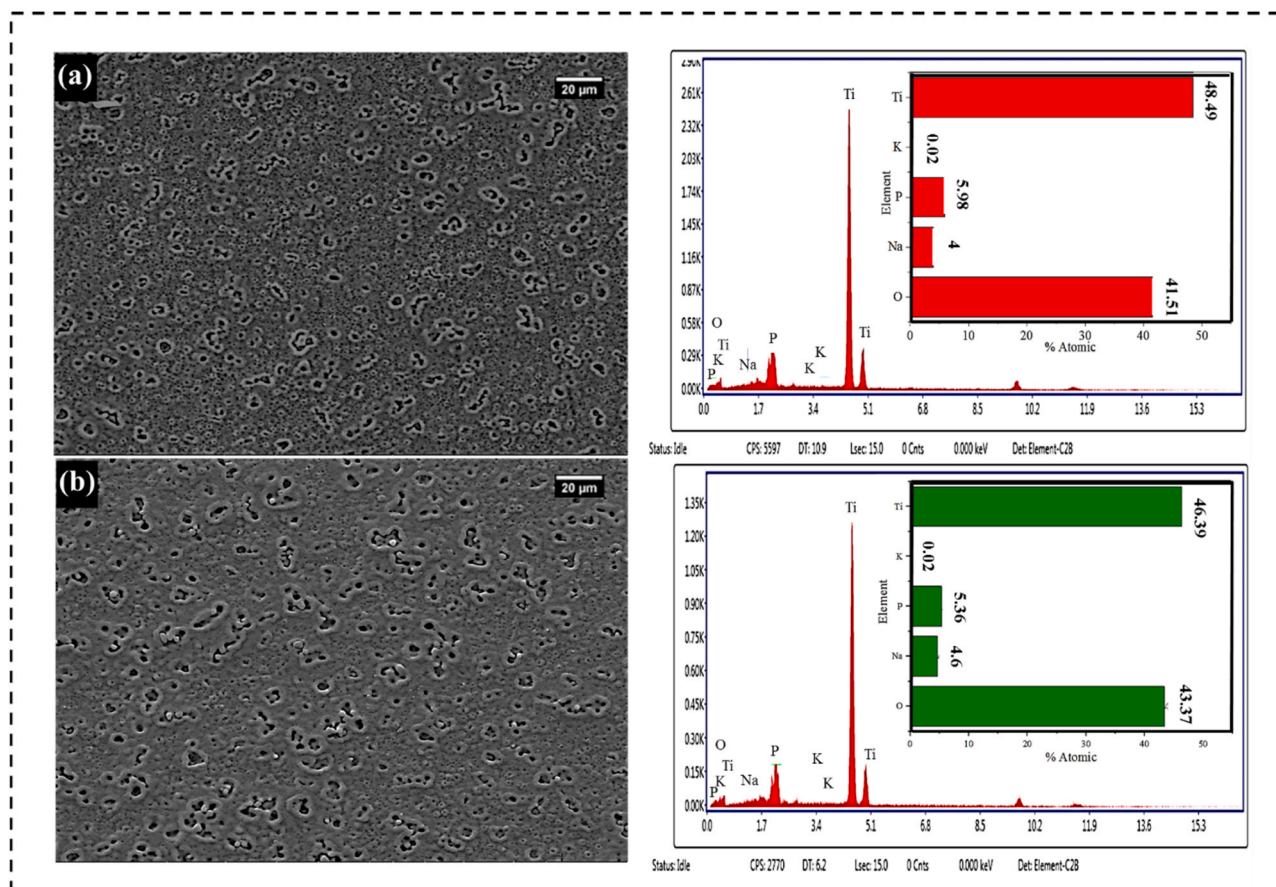 (a)
20 µm
2.90K
2.61K
2.32K
2.03K
1.74K
1.45K
1.16K
0.87K
0.58K
0.29K
0.00K
Ti
Ti
P
K
K
Na
O
Ti
K
P
0.0 1.7 3.4 5.1 6.8 8.5 10.2 11.9 13.6 15.3
Element
Ti 48.49
K 0.02
P 5.98
Na 4
O 41.51
0 10 20 30 40 50
% Atomic
Status: Idle CPS: 5597 DT: 10.9 Lsec: 15.0 0 Cnts 0.000 keV Det: Element-C2B
(b)
20 µm
1.35K
1.20K
1.05K
0.90K
0.75K
0.60K
0.45K
0.30K
0.15K
0.00K
Ti
Ti
P
K
K
Na
O
Ti
K
P
0.0 1.7 3.4 5.1 6.8 8.5 10.2 11.9 13.6 15.3
Element
Ti 46.39
K 0.02
P 5.36
Na 4.6
O 43.37
0 10 20 30 40 50
% Atomic
Status: Idle CPS: 2770 DT: 6.2 Lsec: 15.0 0 Cnts 0.000 keV Det: Element-C2B